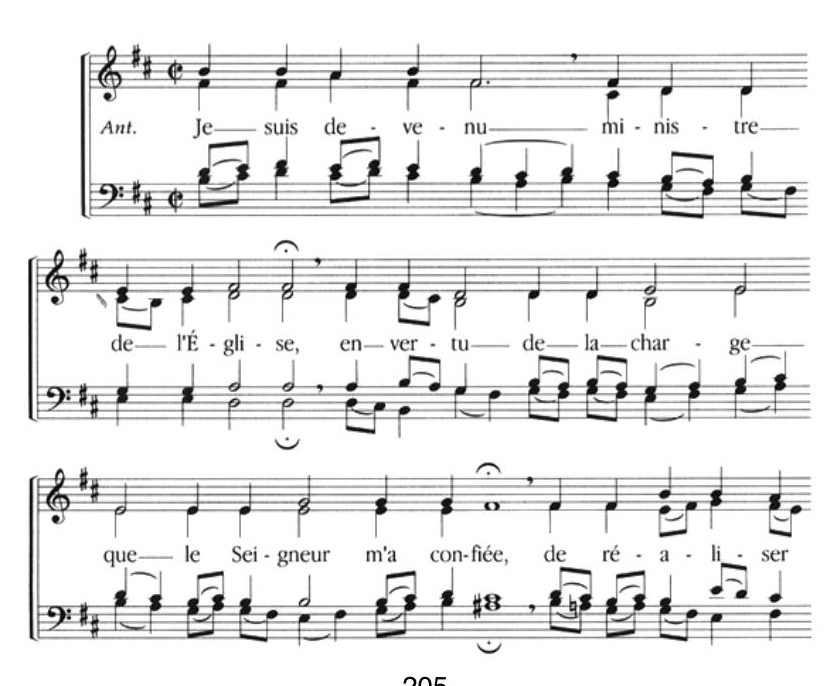 Ant. Je suis de - ve - nu mi - nis - tre
de l'É - gli - se, en ver - tu de la char - ge
que le Sei - gneur m'a con - fiée, de ré - a - li - ser
205